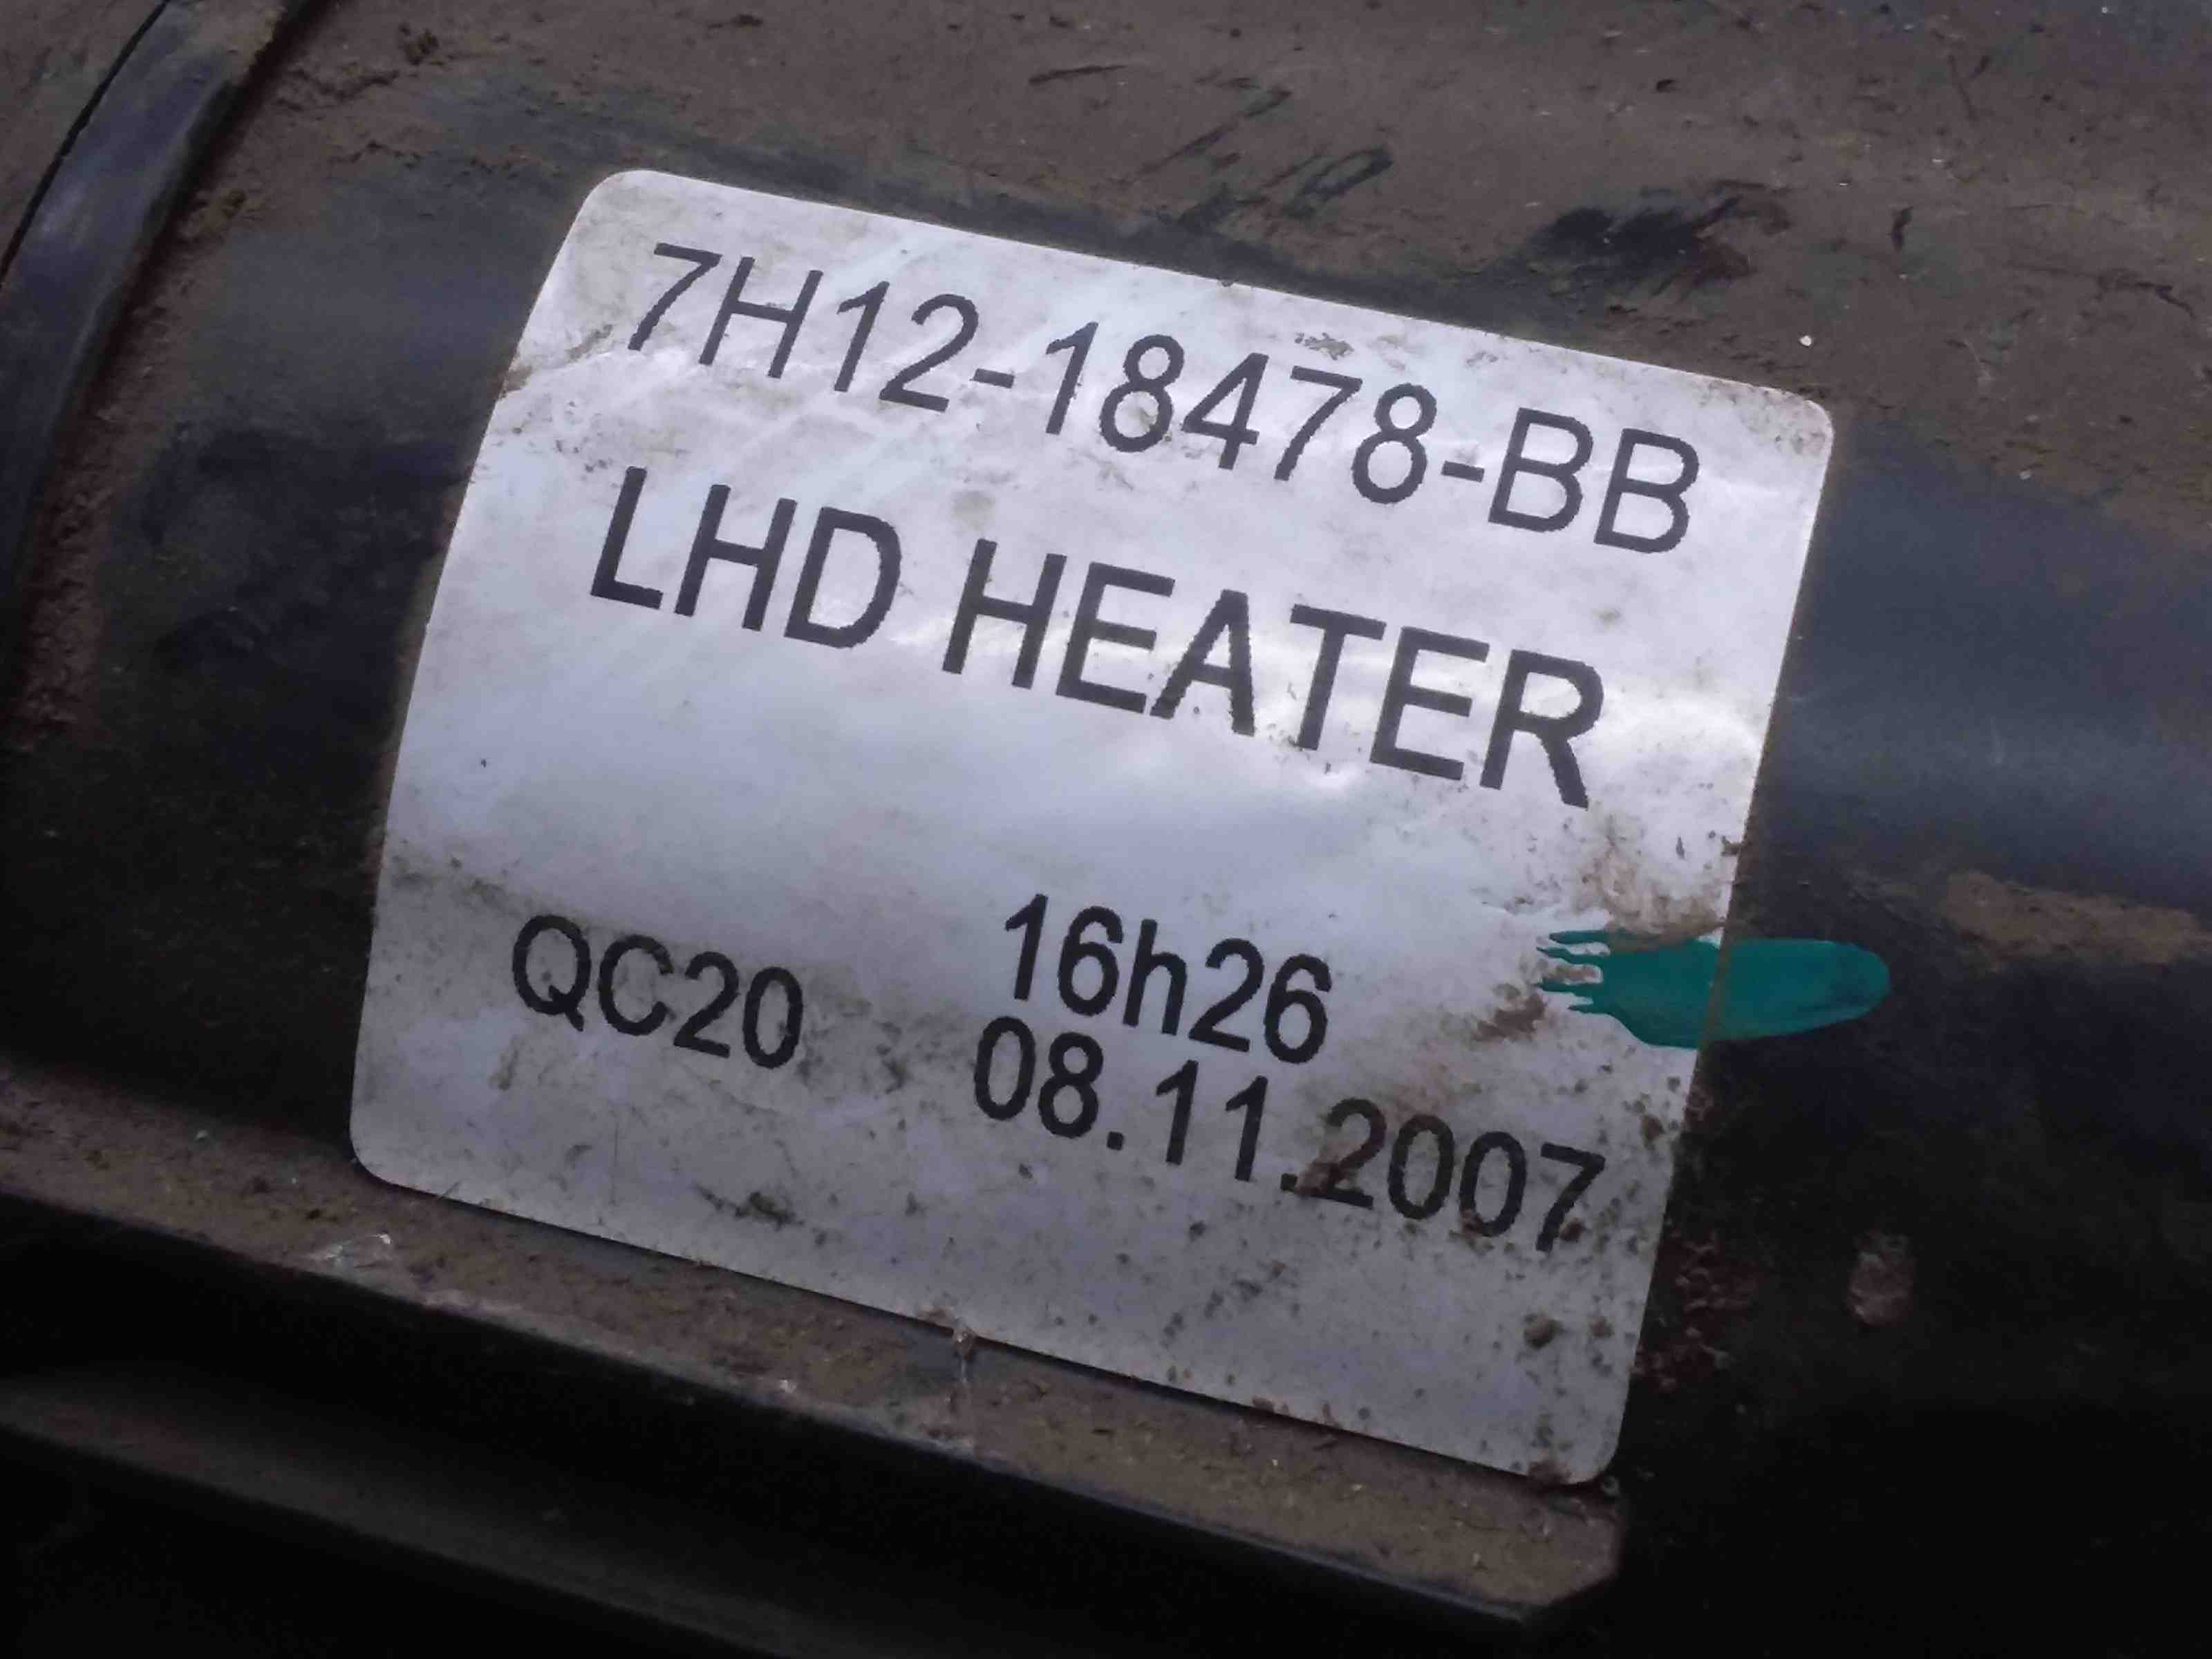 7H12-18478-BB
LHD HEATER
QC20 16h26
08.11.2007